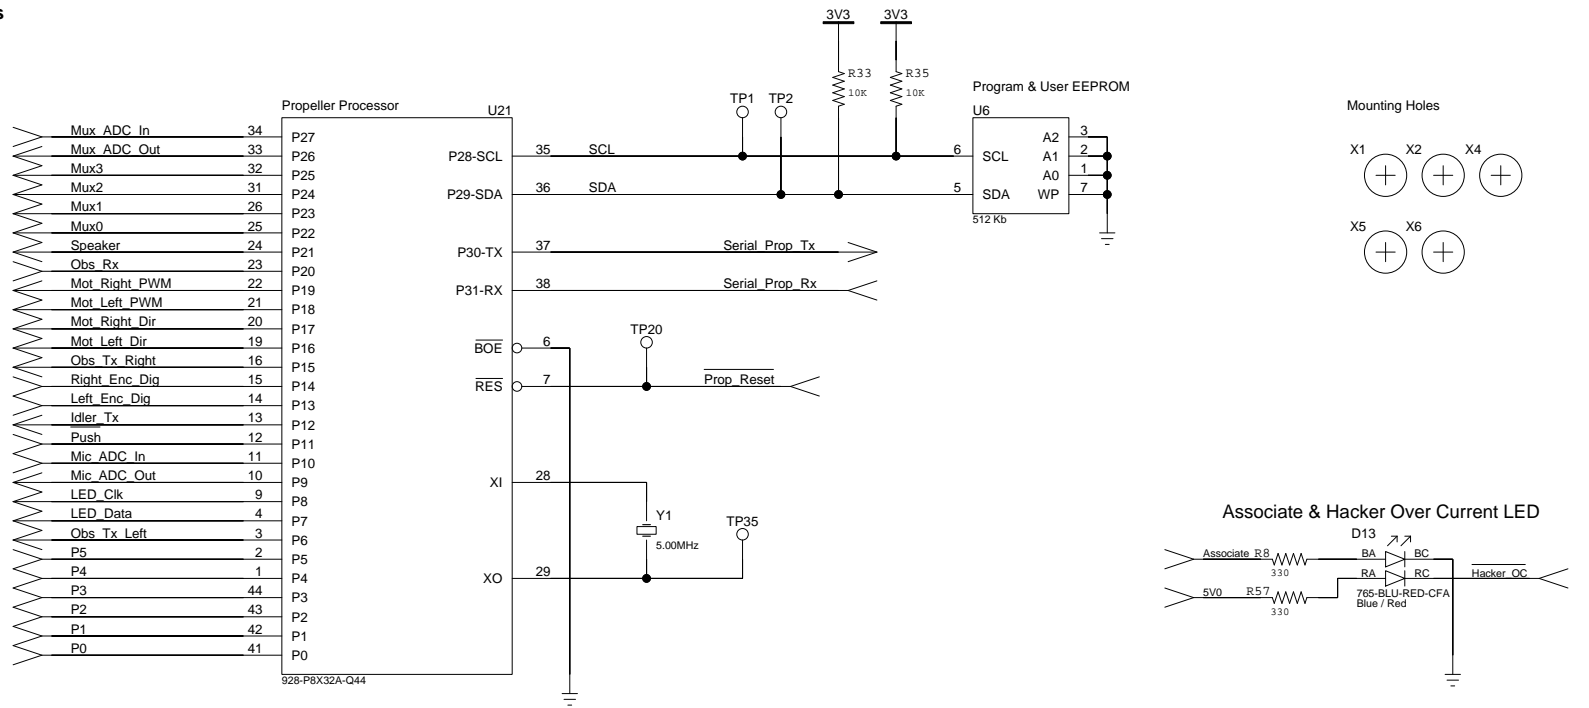 s
3V3 3V3
R33 R35
10K 10K
TP1 TP2
Program & User EEPROM
Propeller Processor
U21
U6
Mounting Holes
Mux_ADC_In 34 P27
Mux_ADC_Out 33 P26
Mux3 32 P25
Mux2 31 P24
Mux1 26 P23
Mux0 25 P22
Speaker 24 P21
Obs_Rx 23 P20
Mot_Right_PWM 22 P19
Mot_Left_PWM 21 P18
Mot_Right_Dir 20 P17
Mot_Left_Dir 19 P16
Obs_Tx_Right 16 P15
Right_Enc_Dig 15 P14
Left_Enc_Dig 14 P13
Idler_Tx 13 P12
Push 12 P11
Mic_ADC_In 11 P10
Mic_ADC_Out 10 P9
LED_Clk 9 P8
LED_Data 4 P7
Obs_Tx_Left 3 P6
P5 2 P5
P4 1 P4
P3 44 P3
P2 43 P2
P1 42 P1
P0 41 P0
928-P8X32A-Q44
P28-SCL 35 SCL
P29-SDA 36 SDA
P30-TX 37 Serial_Prop_Tx
P31-RX 38 Serial_Prop_Rx
BOE 6
RES 7 Prop_Reset
TP20
XI 28
Y1
5.00MHz
TP35
XO 29
6 SCL
5 SDA
A2 3
A1 2
A0 1
WP 7
512 Kb
X1 X2 X4
X5 X6
Associate & Hacker Over Current LED
D13
Associate R8 BA BC
330
5V0 R57 RA RC Hacker_OC
330
765-BLU-RED-CFA
Blue / Red